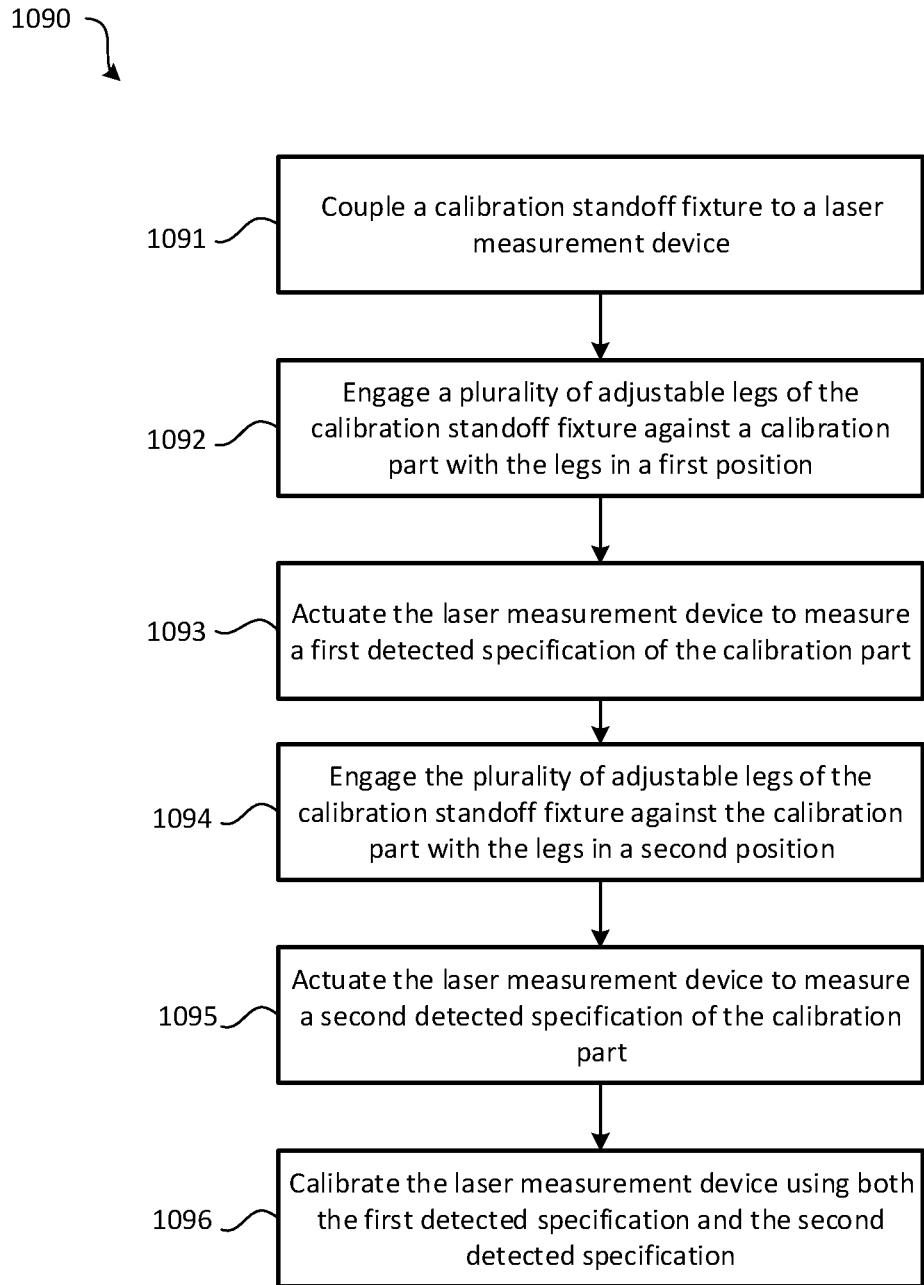 1090
1091
Couple a calibration standoff fixture to a laser
measurement device
1092
Engage a plurality of adjustable legs of the
calibration standoff fixture against a calibration
part with the legs in a first position
1093
Actuate the laser measurement device to measure
a first detected specification of the calibration part
1094
Engage the plurality of adjustable legs of the
calibration standoff fixture against the calibration
part with the legs in a second position
1095
Actuate the laser measurement device to measure
a second detected specification of the calibration
part
1096
Calibrate the laser measurement device using both
the first detected specification and the second
detected specification